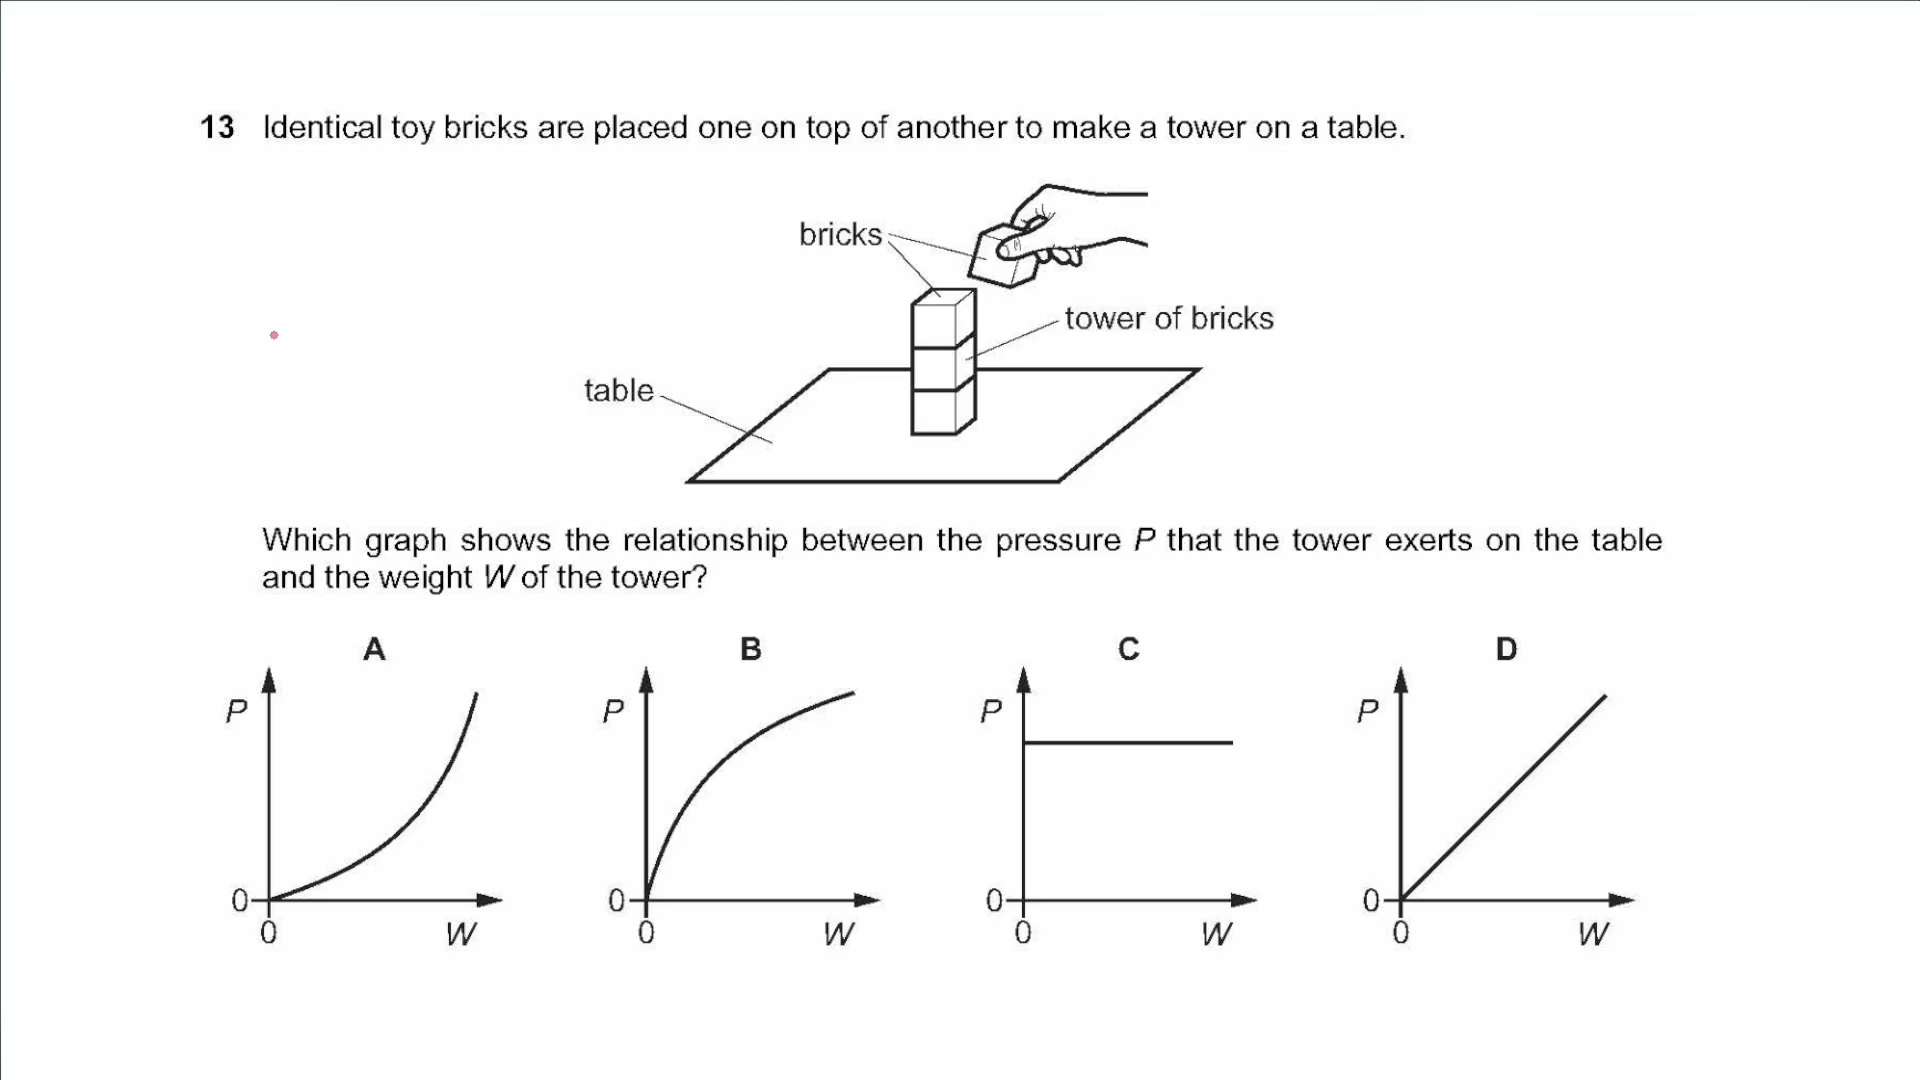 13 Identical toy bricks are placed one on top of another to make a tower on a table.
bricks
tower of bricks
table
Which graph shows the relationship between the pressure P that the tower exerts on the table
and the weight W of the tower?
A B C D
P P P P
0 0 0 0
0 W 0 W 0 W 0 W